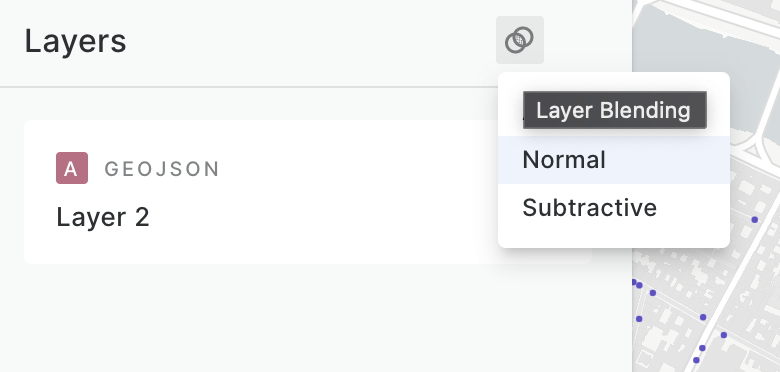 Layers
Layer Blending
A GEOJSON
Normal
Layer 2
Subtractive